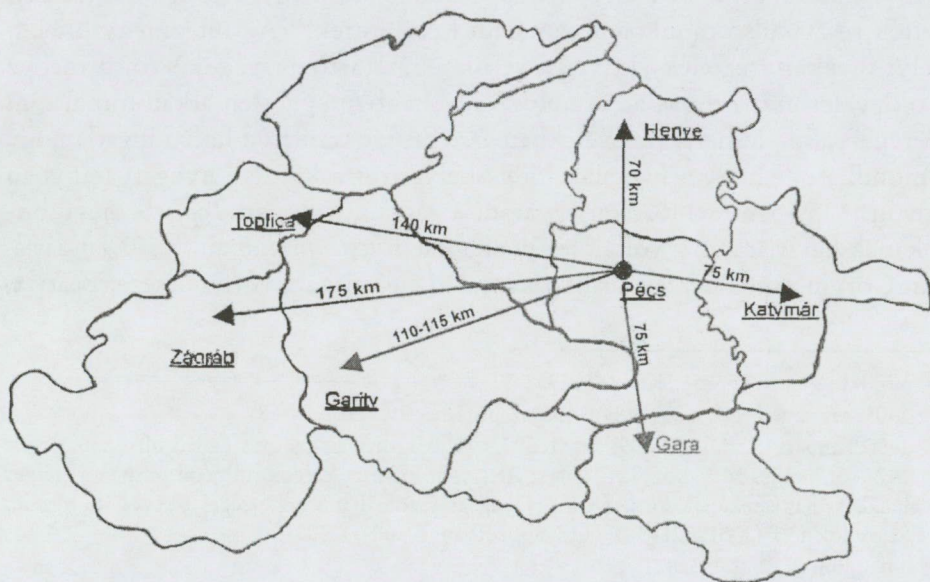 Henye
70 km
Toplica
140 km
Pécs
75 km
Katymár
175 km
110-115 km
75 km
Zágráb
Garity
Gara